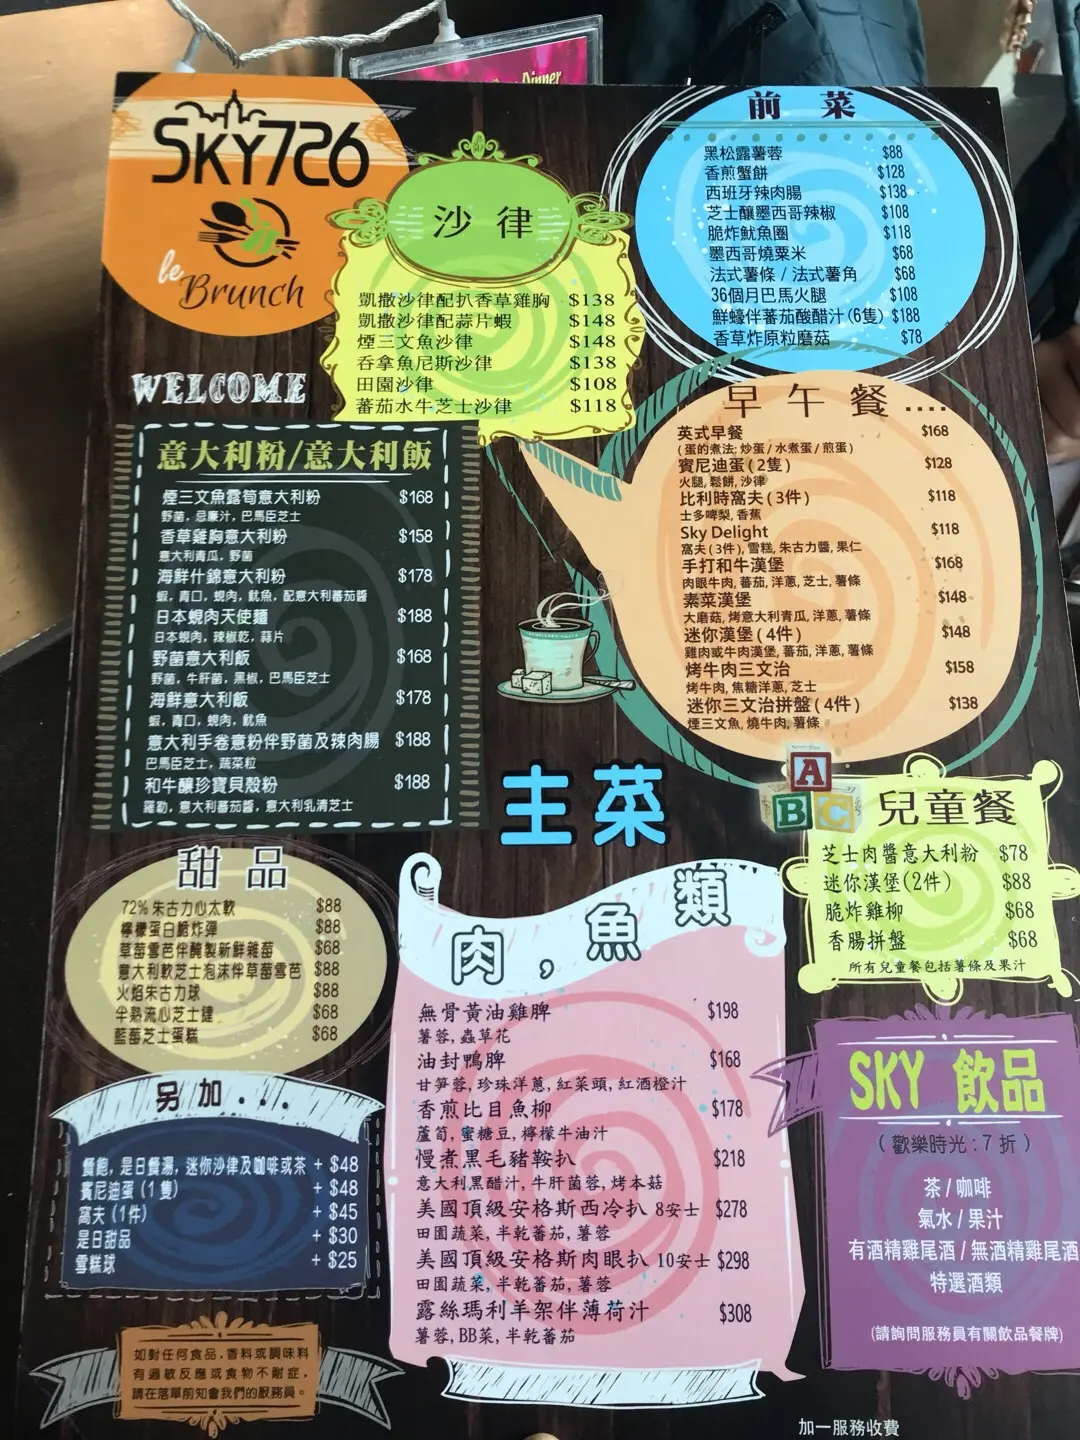 Dinner
SKY726
le Brunch
WELCOME
沙律
凱撒沙律配扒香草雞胸 $138
凱撒沙律配蒜片蝦 $148
煙三文魚沙律 $148
吞拿魚尼斯沙律 $138
田園沙律 $108
蕃茄水牛芝士沙律 $118
前菜
黑松露薯蓉 $88
香煎蟹餅 $128
西班牙辣肉腸 $138
芝士釀墨西哥辣椒 $108
脆炸魷魚圈 $118
墨西哥燒粟米 $68
法式薯條 / 法式薯角 $68
36個月巴馬火腿 $108
鮮蠔伴蕃茄酸醋汁 (6隻) $188
香草炸原粒磨菇 $78
早午餐....
英式早餐 $168
(蛋的煮法: 炒蛋 / 水煮蛋 / 煎蛋)
賓尼迪蛋 (2隻) $128
火腿, 鬆餅, 沙律
比利時窩夫 (3件) $118
士多啤梨, 香蕉
Sky Delight $118
窩夫 (3件), 雪糕, 朱古力醬, 果仁
手打和牛漢堡 $168
肉眼牛肉, 蕃茄, 洋蔥, 芝士, 薯條
素菜漢堡 $148
大磨菇, 烤意大利青瓜, 洋蔥, 薯條
迷你漢堡 (4件) $148
雞肉或牛肉漢堡, 蕃茄, 洋蔥, 薯條
烤牛肉三文治 $158
烤牛肉, 焦糖洋蔥, 芝士
迷你三文治拼盤 (4件) $138
煙三文魚, 燒牛肉, 薯條
意大利粉/意大利飯
煙三文魚露筍意大利粉 $168
野菌, 忌廉汁, 巴馬臣芝士
香草雞胸意大利粉 $158
意大利青瓜, 野菌
海鮮什錦意大利粉 $178
蝦, 青口, 蜆肉, 魷魚, 配意大利蕃茄醬
日本蜆肉天使麵 $188
日本蜆肉, 辣椒乾, 蒜片
野菌意大利飯 $168
野菌, 牛肝菌, 黑椒, 巴馬臣芝士
海鮮意大利飯 $178
蝦, 青口, 蜆肉, 魷魚
意大利手卷意粉伴野菌及辣肉腸 $188
巴馬臣芝士, 蔬菜粒
和牛釀珍寶貝殼粉 $188
羅勒, 意大利蕃茄醬, 意大利乳清芝士
主菜
A
B C
兒童餐
芝士肉醬意大利粉 $78
迷你漢堡(2件) $88
脆炸雞柳 $68
香腸拼盤 $68
所有兒童餐包括薯條及果汁
甜品
72% 朱古力心太軟 $88
檸檬蛋白脆炸彈 $88
草莓雪芭伴醃製新鮮雜莓 $68
意大利軟芝士泡沫伴草莓雪芭 $88
火焰朱古力球 $88
半熟流心芝士撻 $68
藍莓芝士蛋糕 $68
肉, 魚類
無骨黃油雞脾 $198
薯蓉, 蟲草花
油封鴨脾 $168
甘笋蓉, 珍珠洋蔥, 紅菜頭, 紅酒橙汁
香煎比目魚柳 $178
蘆筍, 蜜糖豆, 檸檬牛油汁
慢煮黑毛豬鞍扒 $218
意大利黑醋汁, 牛肝菌蓉, 烤本菇
美國頂級安格斯西冷扒 8安士 $278
田園蔬菜, 半乾蕃茄, 薯蓉
美國頂級安格斯肉眼扒 10安士 $298
田園蔬菜, 半乾蕃茄, 薯蓉
露絲瑪利羊架伴薄荷汁 $308
薯蓉, BB菜, 半乾蕃茄
另加...
餐飽, 是日餐湯, 迷你沙律及咖啡或茶 + $48
賓尼迪蛋 (1隻) + $48
窩夫 (1件) + $45
是日甜品 + $30
雪糕球 + $25
SKY 飲品
( 歡樂時光 : 7 折 )
茶 / 咖啡
氣水 / 果汁
有酒精雞尾酒 / 無酒精雞尾酒
特選酒類
(請詢問服務員有關飲品餐牌)
如對任何食品, 香料或調味料
有過敏反應或食物不耐症,
請在落單前知會我們的服務員。
加一服務收費